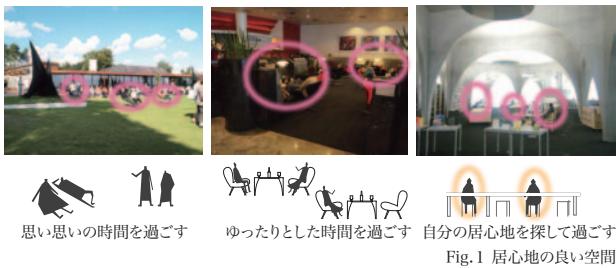 思い思いの時間を過ごす
ゆったりとした時間を過ごす
自分の居心地を探して過ごす
Fig. 1 居心地の良い空間